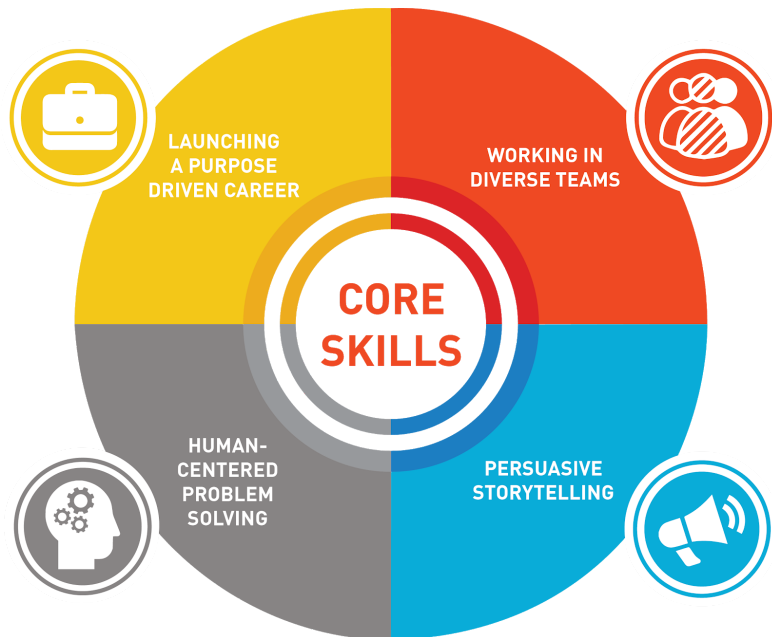 LAUNCHING
A PURPOSE
DRIVEN CAREER
WORKING IN
DIVERSE TEAMS
CORE
SKILLS
HUMAN-
CENTERED
PROBLEM
SOLVING
PERSUASIVE
STORYTELLING